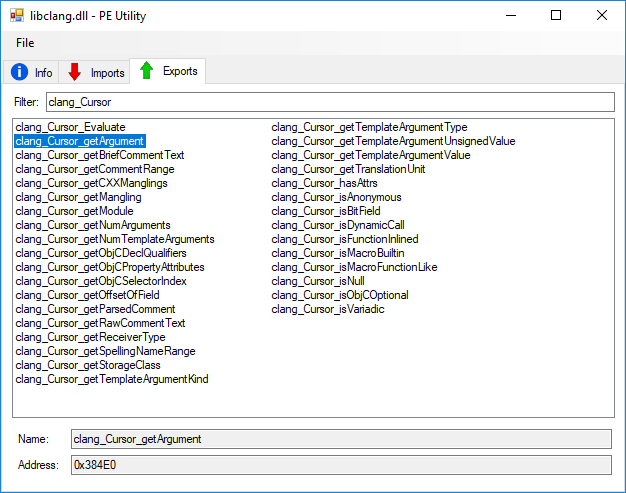 libclang.dll - PE Utility
File
Info Imports Exports
Filter: clang_Cursor
clang_Cursor_Evaluate
clang_Cursor_getArgument
clang_Cursor_getBriefCommentText
clang_Cursor_getCommentRange
clang_Cursor_getCXXManglings
clang_Cursor_getMangling
clang_Cursor_getModule
clang_Cursor_getNumArguments
clang_Cursor_getNumTemplateArguments
clang_Cursor_getObjCDeclQualifiers
clang_Cursor_getObjCPropertyAttributes
clang_Cursor_getObjCSelectorIndex
clang_Cursor_getOffsetOfField
clang_Cursor_getParsedComment
clang_Cursor_getRawCommentText
clang_Cursor_getReceiverType
clang_Cursor_getSpellingNameRange
clang_Cursor_getStorageClass
clang_Cursor_getTemplateArgumentKind
clang_Cursor_getTemplateArgumentType
clang_Cursor_getTemplateArgumentUnsignedValue
clang_Cursor_getTemplateArgumentValue
clang_Cursor_getTranslationUnit
clang_Cursor_hasAttrs
clang_Cursor_isAnonymous
clang_Cursor_isBitField
clang_Cursor_isDynamicCall
clang_Cursor_isFunctionInlined
clang_Cursor_isMacroBuiltin
clang_Cursor_isMacroFunctionLike
clang_Cursor_isNull
clang_Cursor_isObjCOptional
clang_Cursor_isVariadic
Name: clang_Cursor_getArgument
Address: 0x384E0